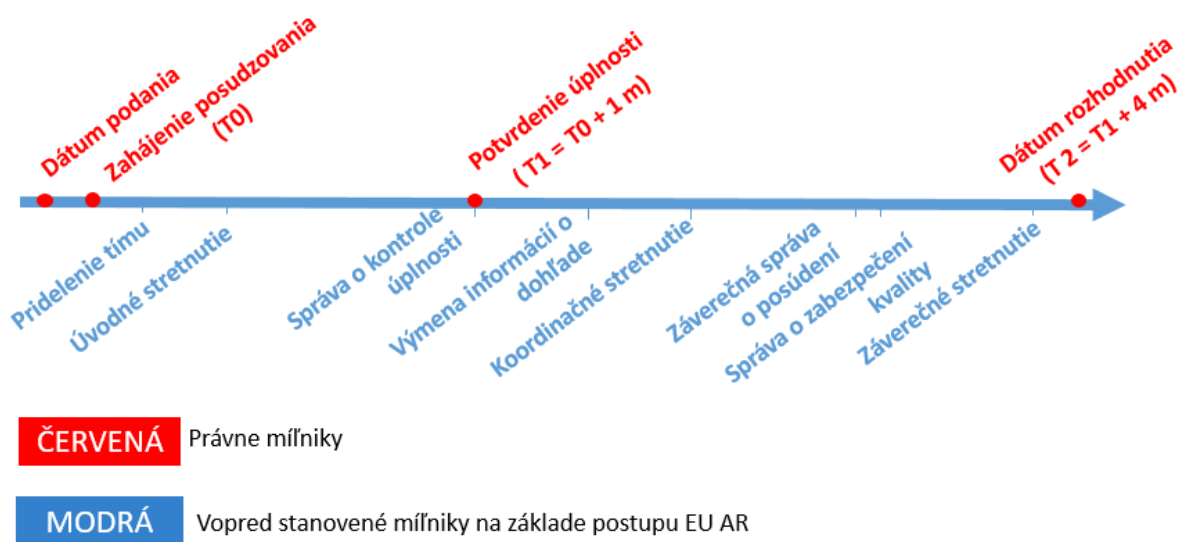 Dátum podania
Zahájenie posudzovania
(T0)
Potvrdenie úplnosti
( T1 = T0 + 1 m)
Dátum rozhodnutia
(T 2 = T1 + 4 m)
Pridelenie tímu
Úvodné stretnutie
Správa o kontrole
úplnosti
Výmena informácií o
dohľade
Koordinačné stretnutie
Záverečná správa
o posúdení
Správa o zabezpečení
kvality
Záverečné stretnutie
ČERVENÁ Právne míľniky
MODRÁ Vopred stanovené míľniky na základe postupu EU AR